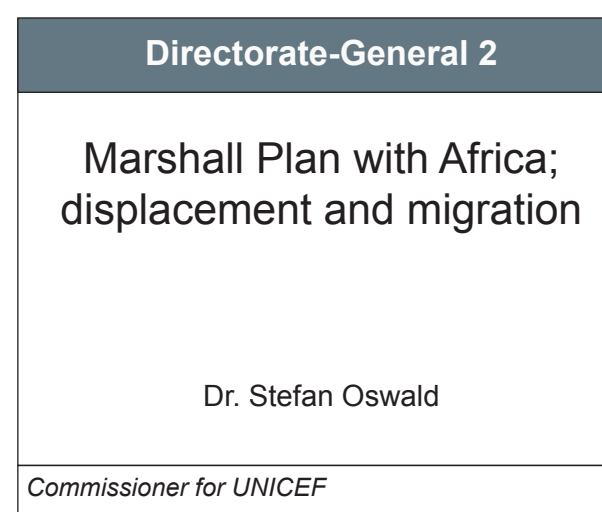 Directorate-General 2
Marshall Plan with Africa;
displacement and migration
Dr. Stefan Oswald
Commissioner for UNICEF